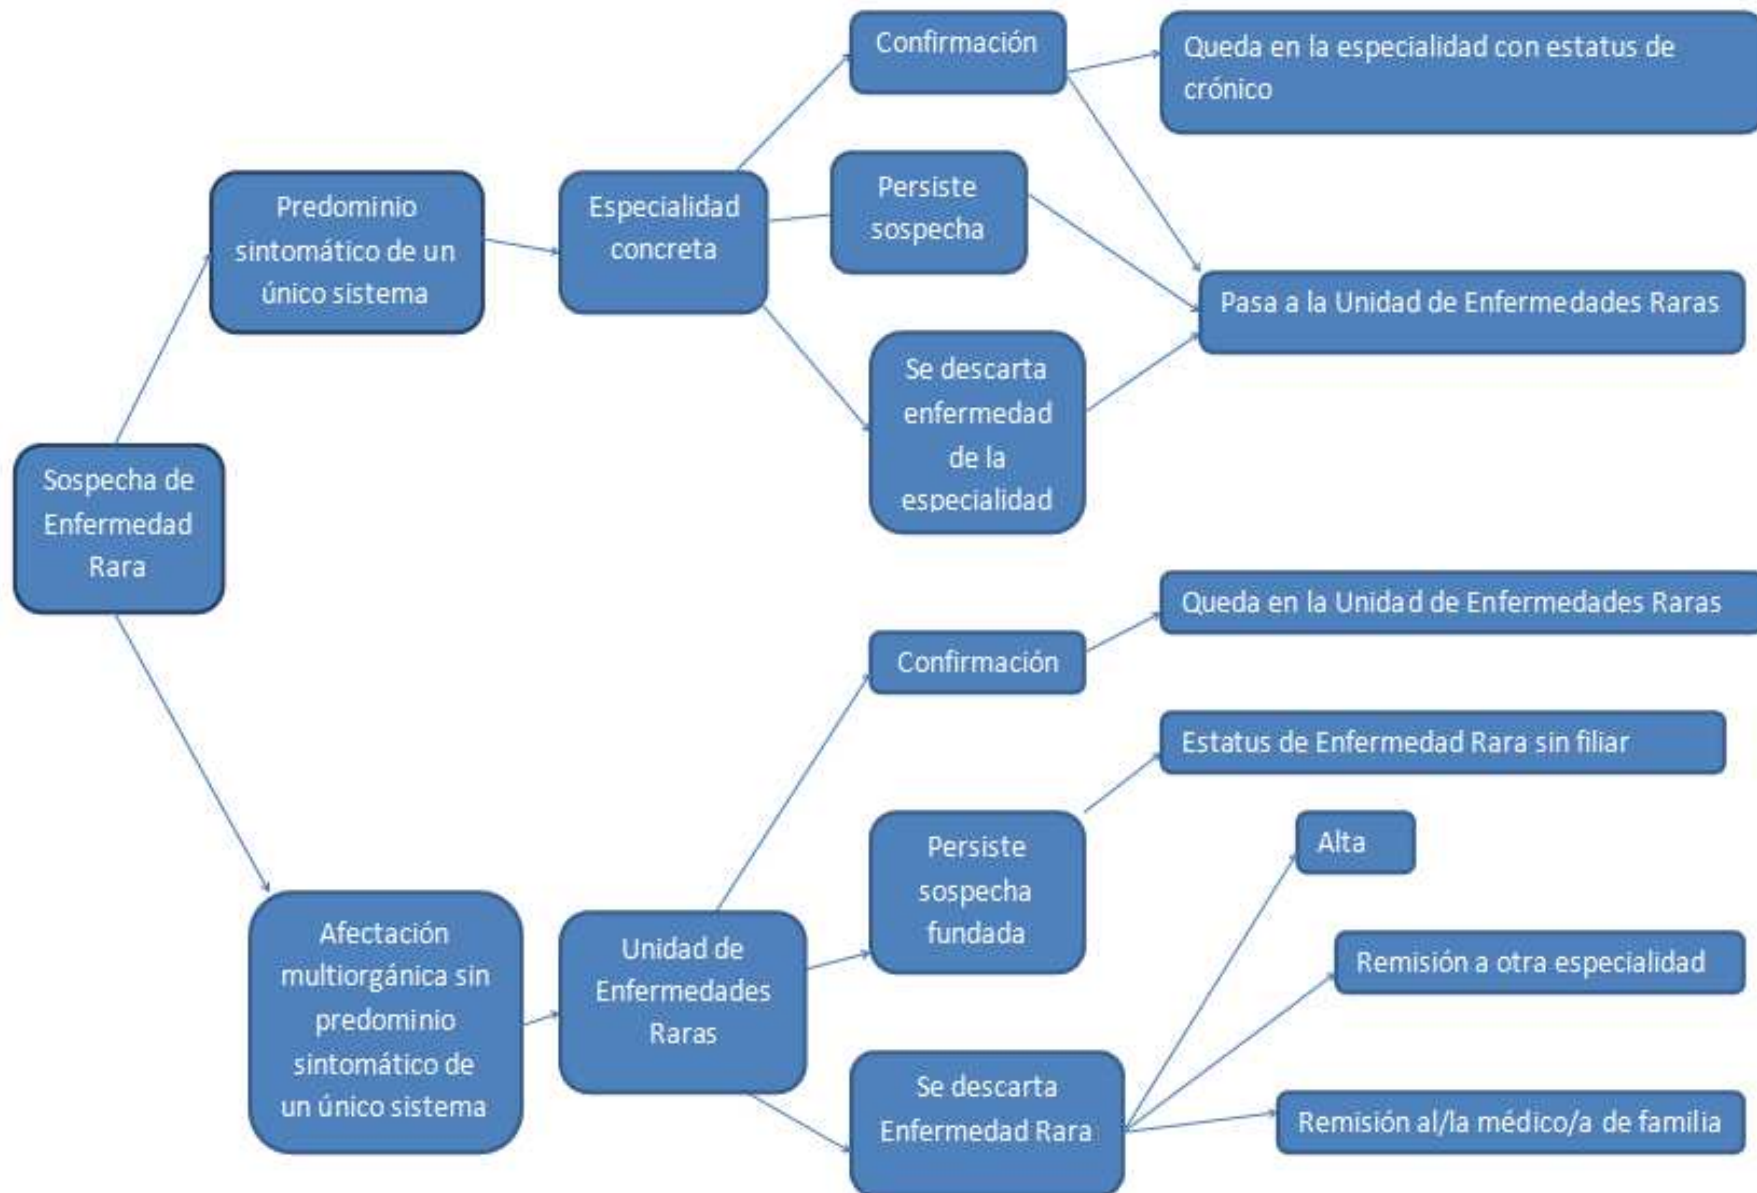 Confirmación
Queda en la especialidad con estatus de
crónico
Predominio
sintomático de un
único sistema
Especialidad
concreta
Persiste
sospecha
Pasa a la Unidad de Enfermedades Raras
Se descarta
enfermedad
de la
especialidad
Sospecha de
Enfermedad
Rara
Queda en la Unidad de Enfermedades Raras
Confirmación
Estatus de Enfermedad Rara sin filiar
Persiste
sospecha
fundada
Alta
Afectación
multiorgánica sin
predominio
sintomático de
un único sistema
Unidad de
Enfermedades
Raras
Remisión a otra especialidad
Se descarta
Enfermedad Rara
Remisión al/la médico/a de familia